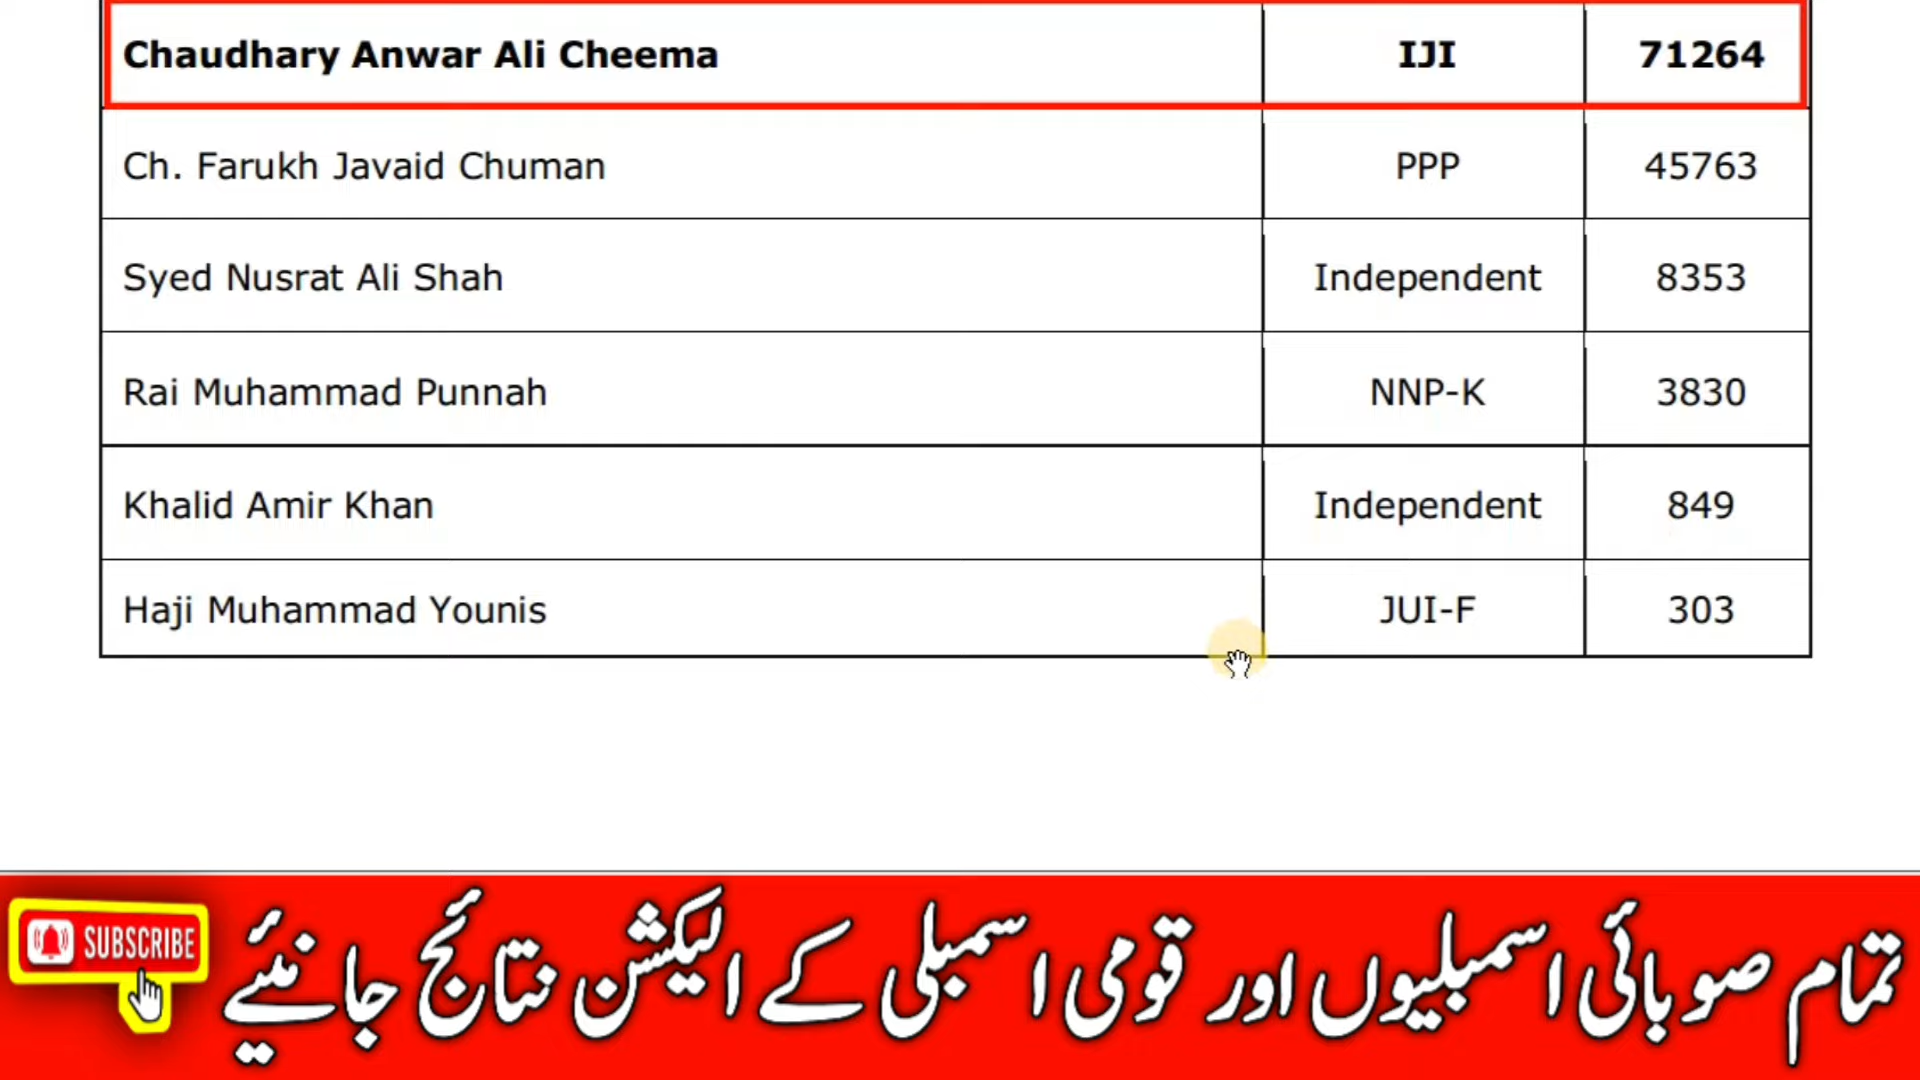 Chaudhary Anwar Ali Cheema IJI 71264
Ch. Farukh Javaid Chuman PPP 45763
Syed Nusrat Ali Shah Independent 8353
Rai Muhammad Punnah NNP-K 3830
Khalid Amir Khan Independent 849
Haji Muhammad Younis JUI-F 303
SUBSCRIBE
تمام صوبائی اسمبلیوں اور قومی اسمبلی کے الیکشن نتائج جانئیے